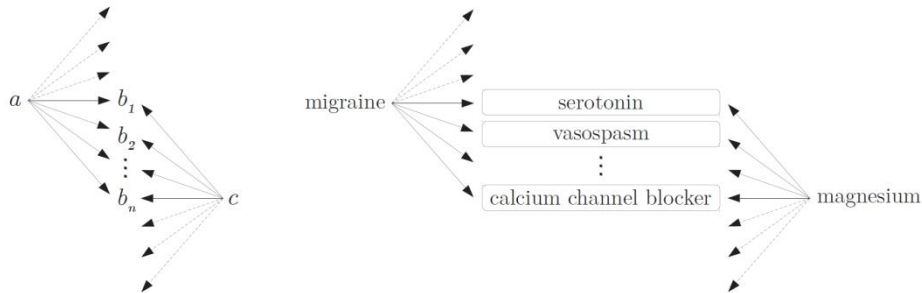 a
b₁
b₂
⋮
bₙ
c
migraine
serotonin
vasospasm
⋮
calcium channel blocker
magnesium